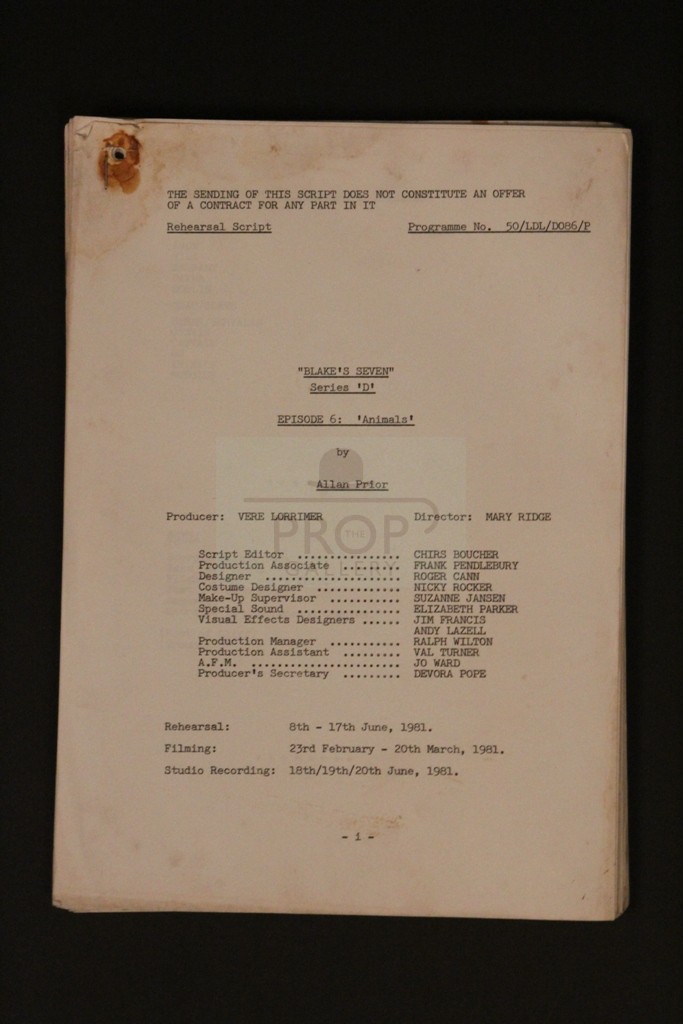 THE SENDING OF THIS SCRIPT DOES NOT CONSTITUTE AN OFFER
OF A CONTRACT FOR ANY PART IN IT
Rehearsal Script Programme No. 50/LDL/D086/P
"BLAKE'S SEVEN"
Series 'D'
EPISODE 6: 'Animals'
by
Allan Prior
Producer: VERE LORRIMER Director: MARY RIDGE
THE
PROP
GALLERY
Script Editor ................ CHIRS BOUCHER
Production Associate ......... FRANK PENDLEBURY
Designer ..................... ROGER CANN
Costume Designer ............. NICKY ROCKER
Make-Up Supervisor ........... SUZANNE JANSEN
Special Sound ................ ELIZABETH PARKER
Visual Effects Designers ...... JIM FRANCIS
ANDY LAZELL
Production Manager ........... RALPH WILTON
Production Assistant ......... VAL TURNER
A.F.M. ....................... JO WARD
Producer's Secretary ......... DEVORA POPE
Rehearsal: 8th - 17th June, 1981.
Filming: 23rd February - 20th March, 1981.
Studio Recording: 18th/19th/20th June, 1981.
- 1 -